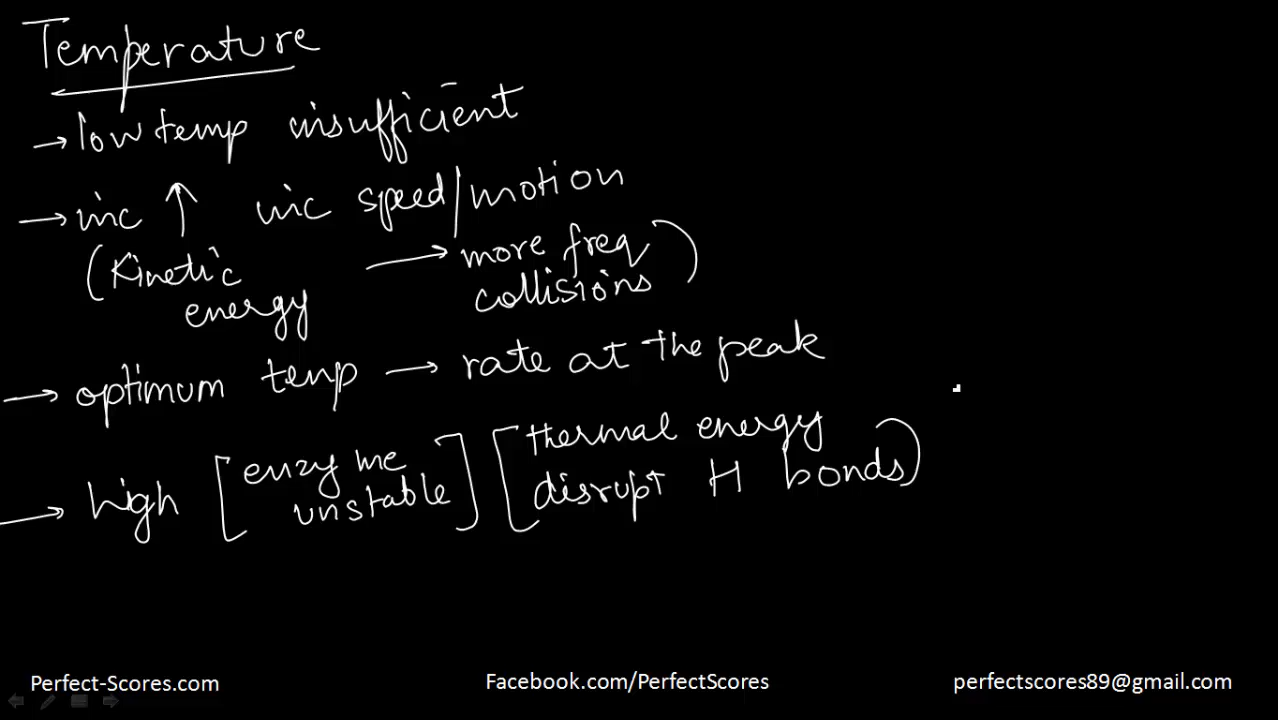 Temperature
→ low temp insufficient
→ inc ↑ inc speed/motion
(Kinetic energy → more freq collisions)
→ optimum temp → rate at the peak
→ high [enzyme unstable] [thermal energy disrupt H bonds)
Perfect-Scores.com
Facebook.com/PerfectScores
perfectscores89@gmail.com